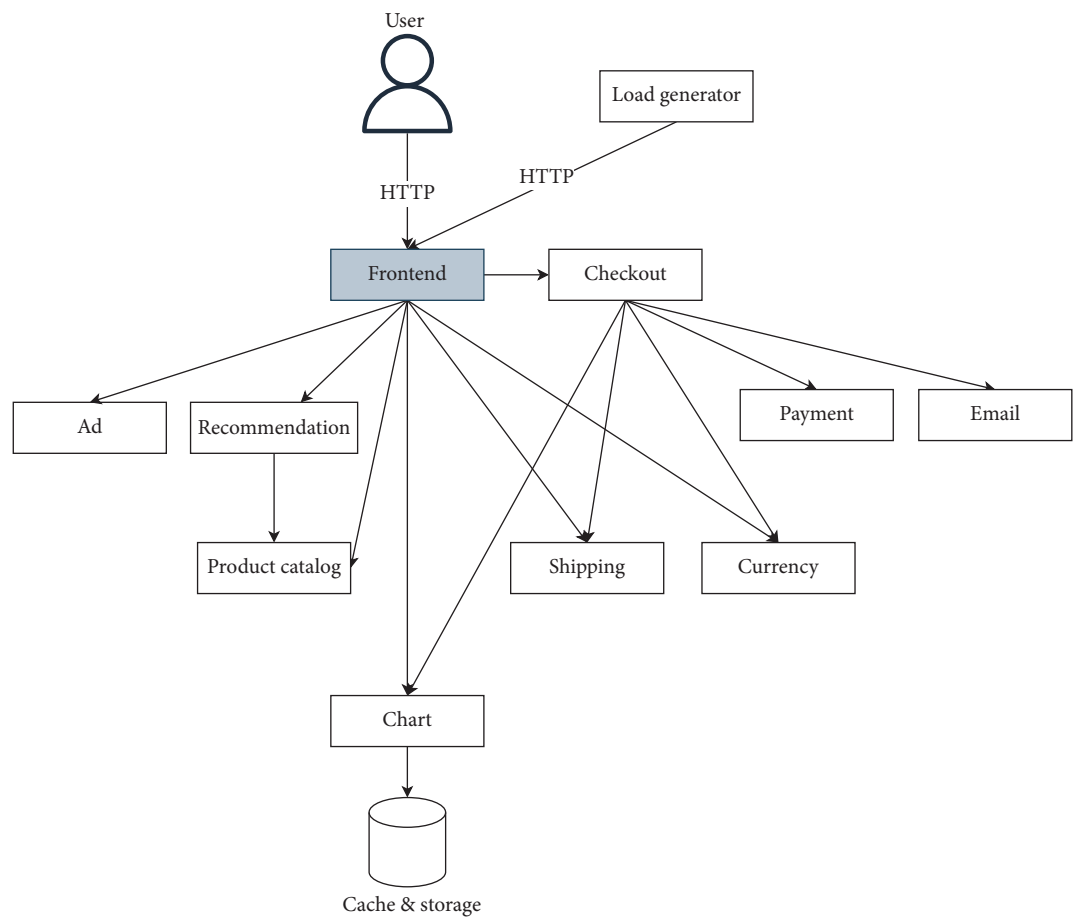 User
Load generator
HTTP
HTTP
Frontend
Checkout
Ad
Recommendation
Payment
Email
Product catalog
Shipping
Currency
Chart
Cache & storage